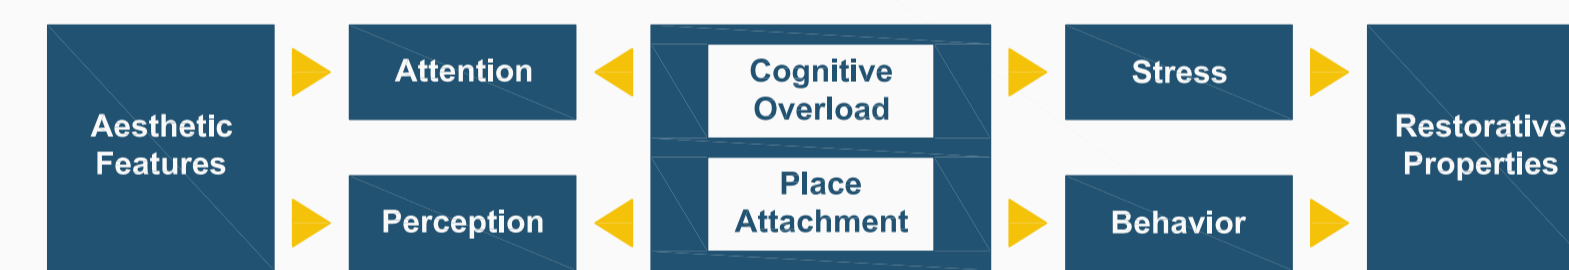 Aesthetic
Features
Attention
Perception
Cognitive
Overload
Place
Attachment
Stress
Behavior
Restorative
Properties